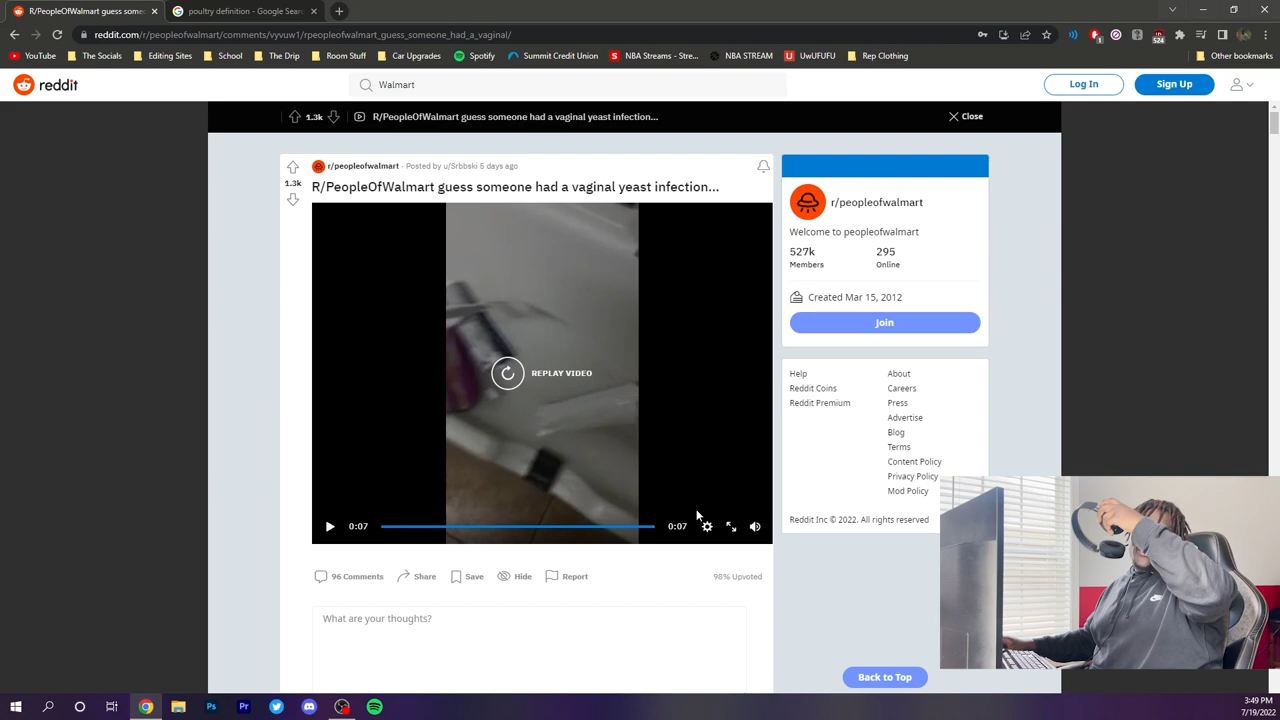 R/PeopleOfWalmart guess someone
poultry definition - Google Sear
reddit.com/r/peopleofwalmart/comments/vyvuw1/rpeopleofwalmart_guess_someone_had_a_vaginal/
YouTube The Socials Editing Sites School The Drip Room Stuff Car Upgrades Spotify Summit Credit Union NBA Streams - Stre... NBA STREAM UwUFUFU Rep Clothing Other bookmarks
524
reddit Walmart Log In Sign Up
1.3k R/PeopleOfWalmart guess someone had a vaginal yeast infection... Close
r/peopleofwalmart · Posted by u/Srbbski 5 days ago
1.3k
R/PeopleOfWalmart guess someone had a vaginal yeast infection...
REPLAY VIDEO
0:07 0:07
96 Comments Share Save Hide Report 98% Upvoted
What are your thoughts?
r/peopleofwalmart
Welcome to peopleofwalmart
527k 295
Members Online
Created Mar 15, 2012
Join
Help About
Reddit Coins Careers
Reddit Premium Press
Advertise
Blog
Terms
Content Policy
Privacy Policy
Mod Policy
Reddit Inc © 2022. All rights reserved
Back to Top
3:49 PM
7/19/2022